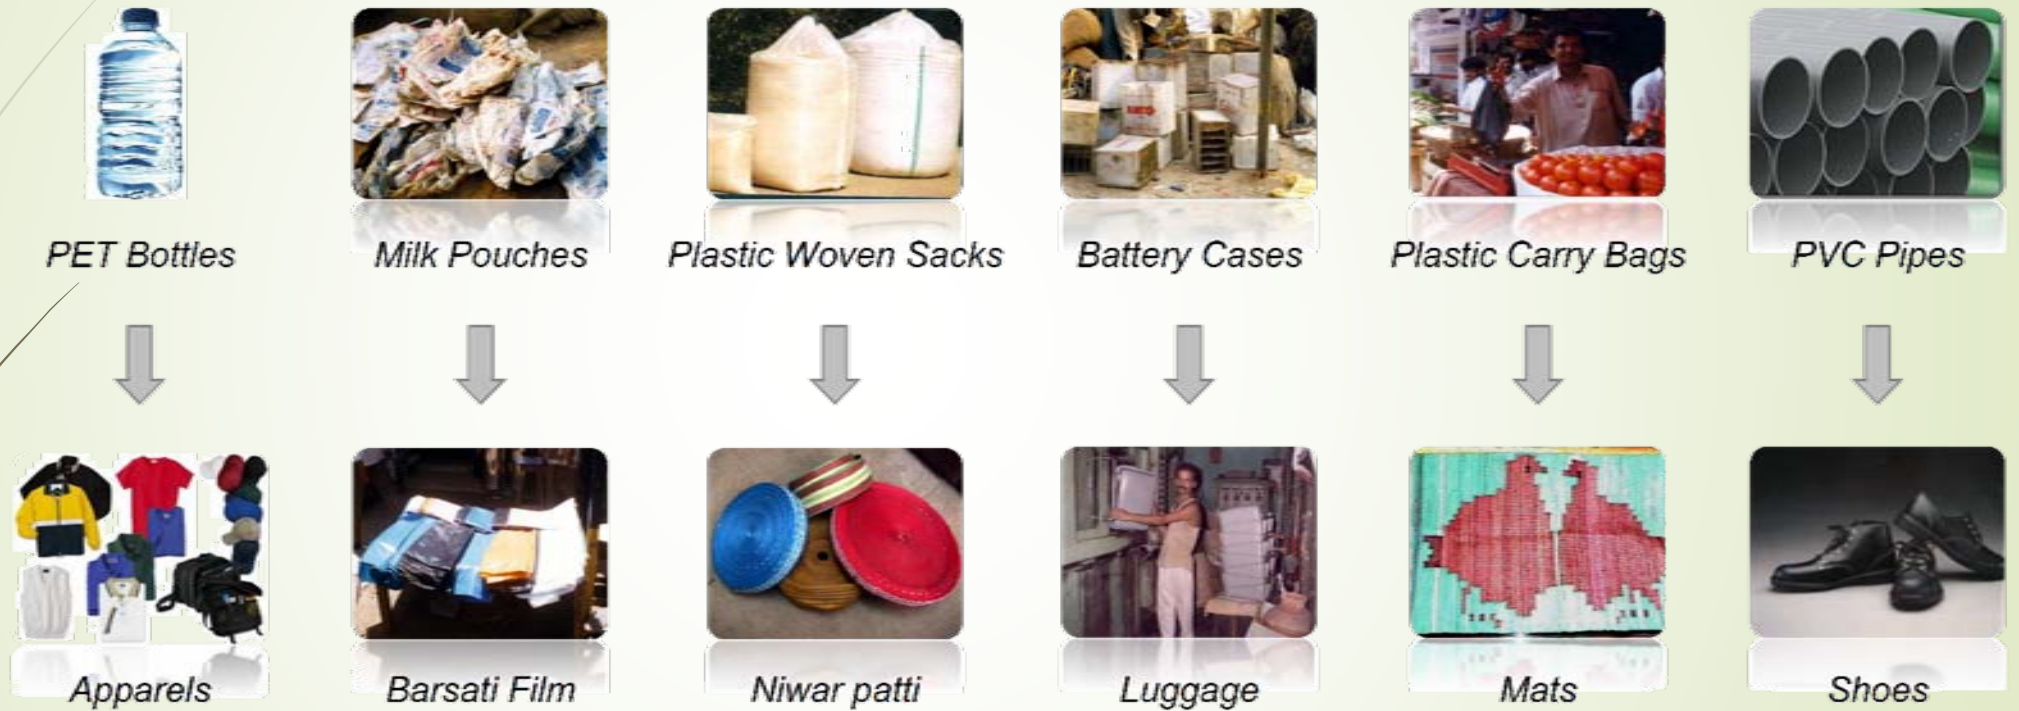 PET Bottles
Milk Pouches
Plastic Woven Sacks
Battery Cases
Plastic Carry Bags
PVC Pipes
Apparels
Barsati Film
Niwar patti
Luggage
Mats
Shoes